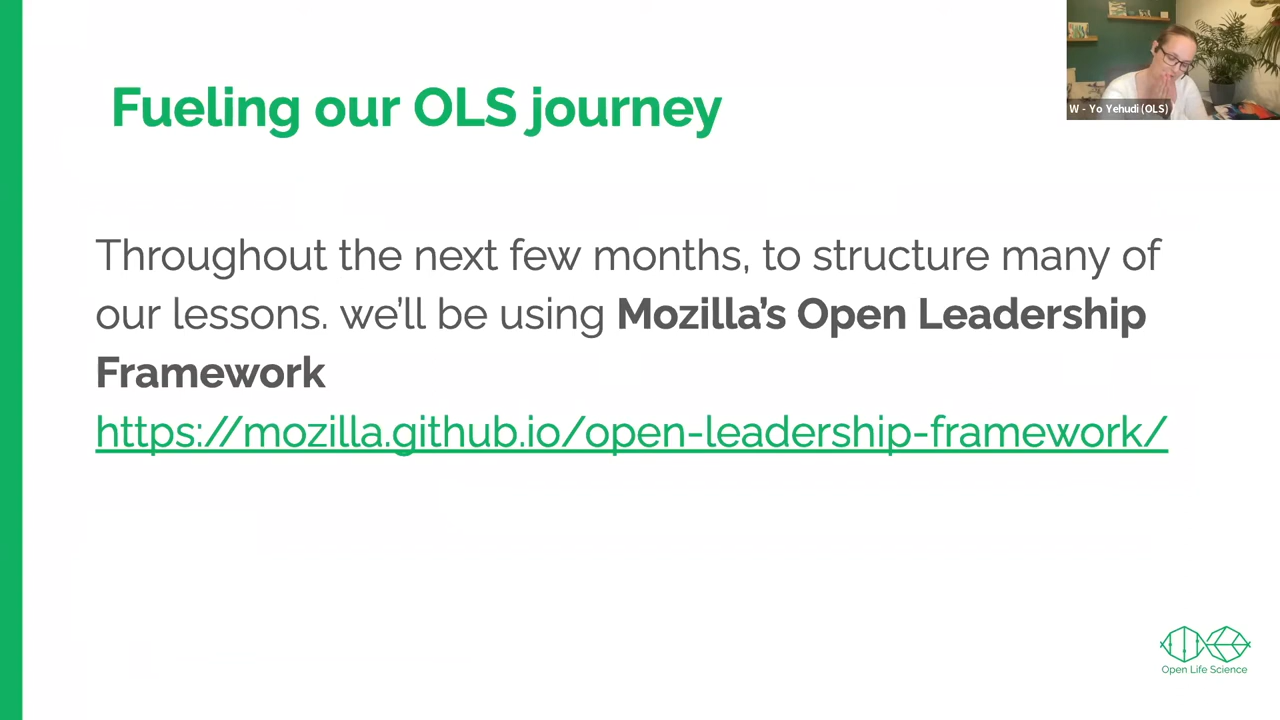 W - Yo Yehudi (OLS)
Fueling our OLS journey
Throughout the next few months, to structure many of
our lessons. we’ll be using Mozilla’s Open Leadership
Framework
https://mozilla.github.io/open-leadership-framework/
Open Life Science